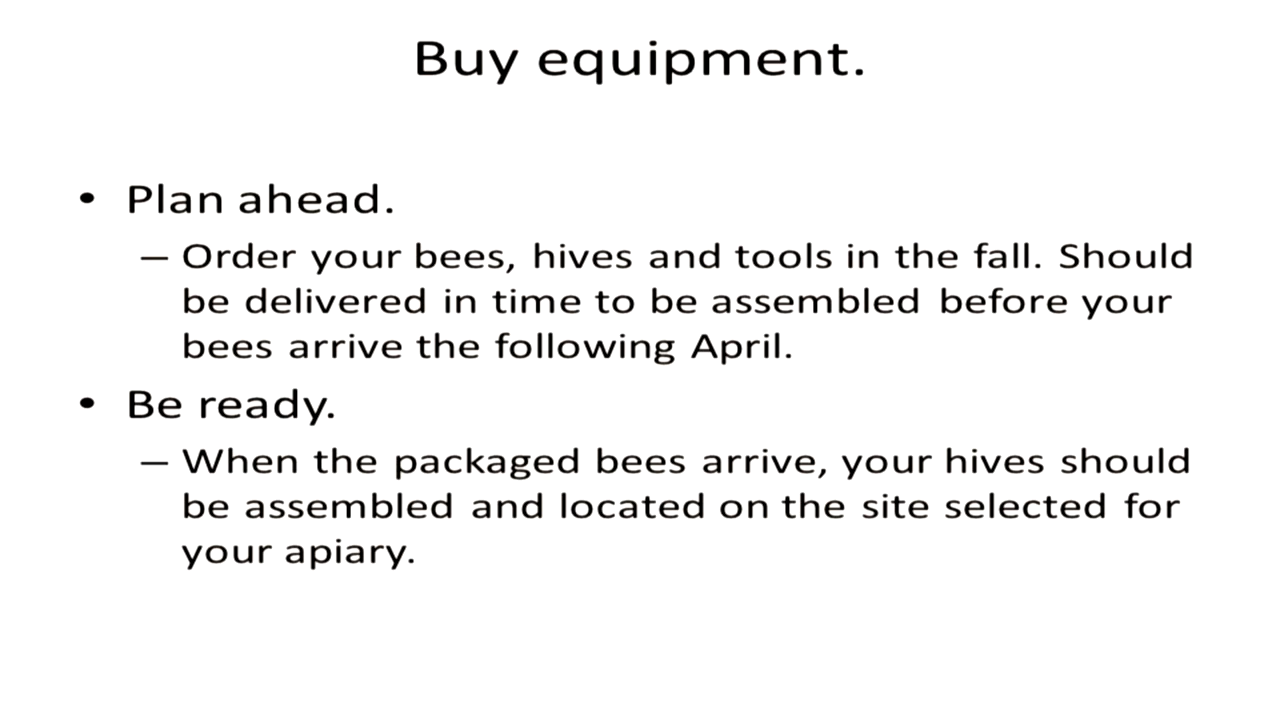 Buy equipment.
• Plan ahead.
– Order your bees, hives and tools in the fall. Should
be delivered in time to be assembled before your
bees arrive the following April.
• Be ready.
– When the packaged bees arrive, your hives should
be assembled and located on the site selected for
your apiary.